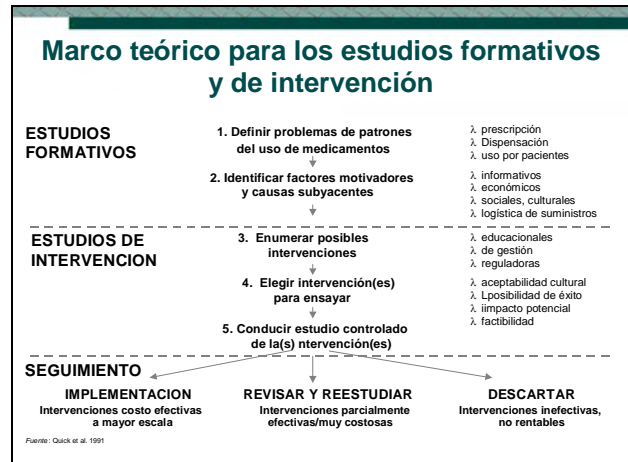 Marco teórico para los estudios formativos
y de intervención
ESTUDIOS
FORMATIVOS
1. Definir problemas de patrones
del uso de medicamentos
λ prescripción
λ Dispensación
λ uso por pacientes
2. Identificar factores motivadores
y causas subyacentes
λ informativos
λ económicos
λ sociales, culturales
λ logística de suministros
ESTUDIOS DE
INTERVENCION
3. Enumerar posibles
intervenciones
λ educacionales
λ de gestión
λ reguladoras
4. Elegir intervención(es)
para ensayar
λ aceptabilidad cultural
λ Lposibilidad de éxito
λ iimpacto potencial
λ factibilidad
5. Conducir estudio controlado
de la(s) ntervención(es)
SEGUIMIENTO
IMPLEMENTACION
Intervenciones costo efectivas
a mayor escala
REVISAR Y REESTUDIAR
Intervenciones parcialmente
efectivas/muy costosas
DESCARTAR
Intervenciones inefectivas,
no rentables
Fuente: Quick et al. 1991